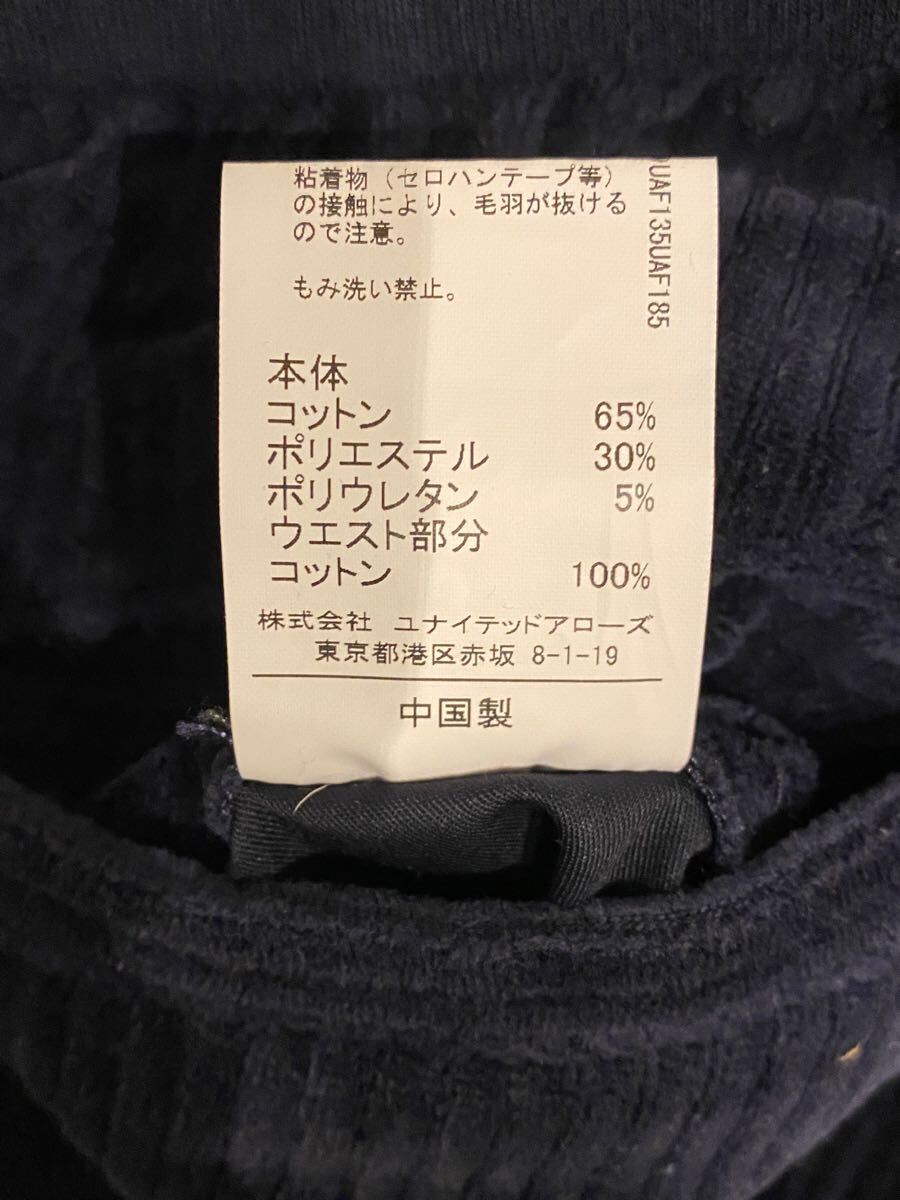 粘着物（セロハンテープ等）
の接触により、毛羽が抜ける
ので注意。
もみ洗い禁止。
本体
コットン 65%
ポリエステル 30%
ポリウレタン 5%
ウエスト部分
コットン 100%
株式会社 ユナイテッドアローズ
東京都港区赤坂 8-1-19
中国製
UAF135UAF185